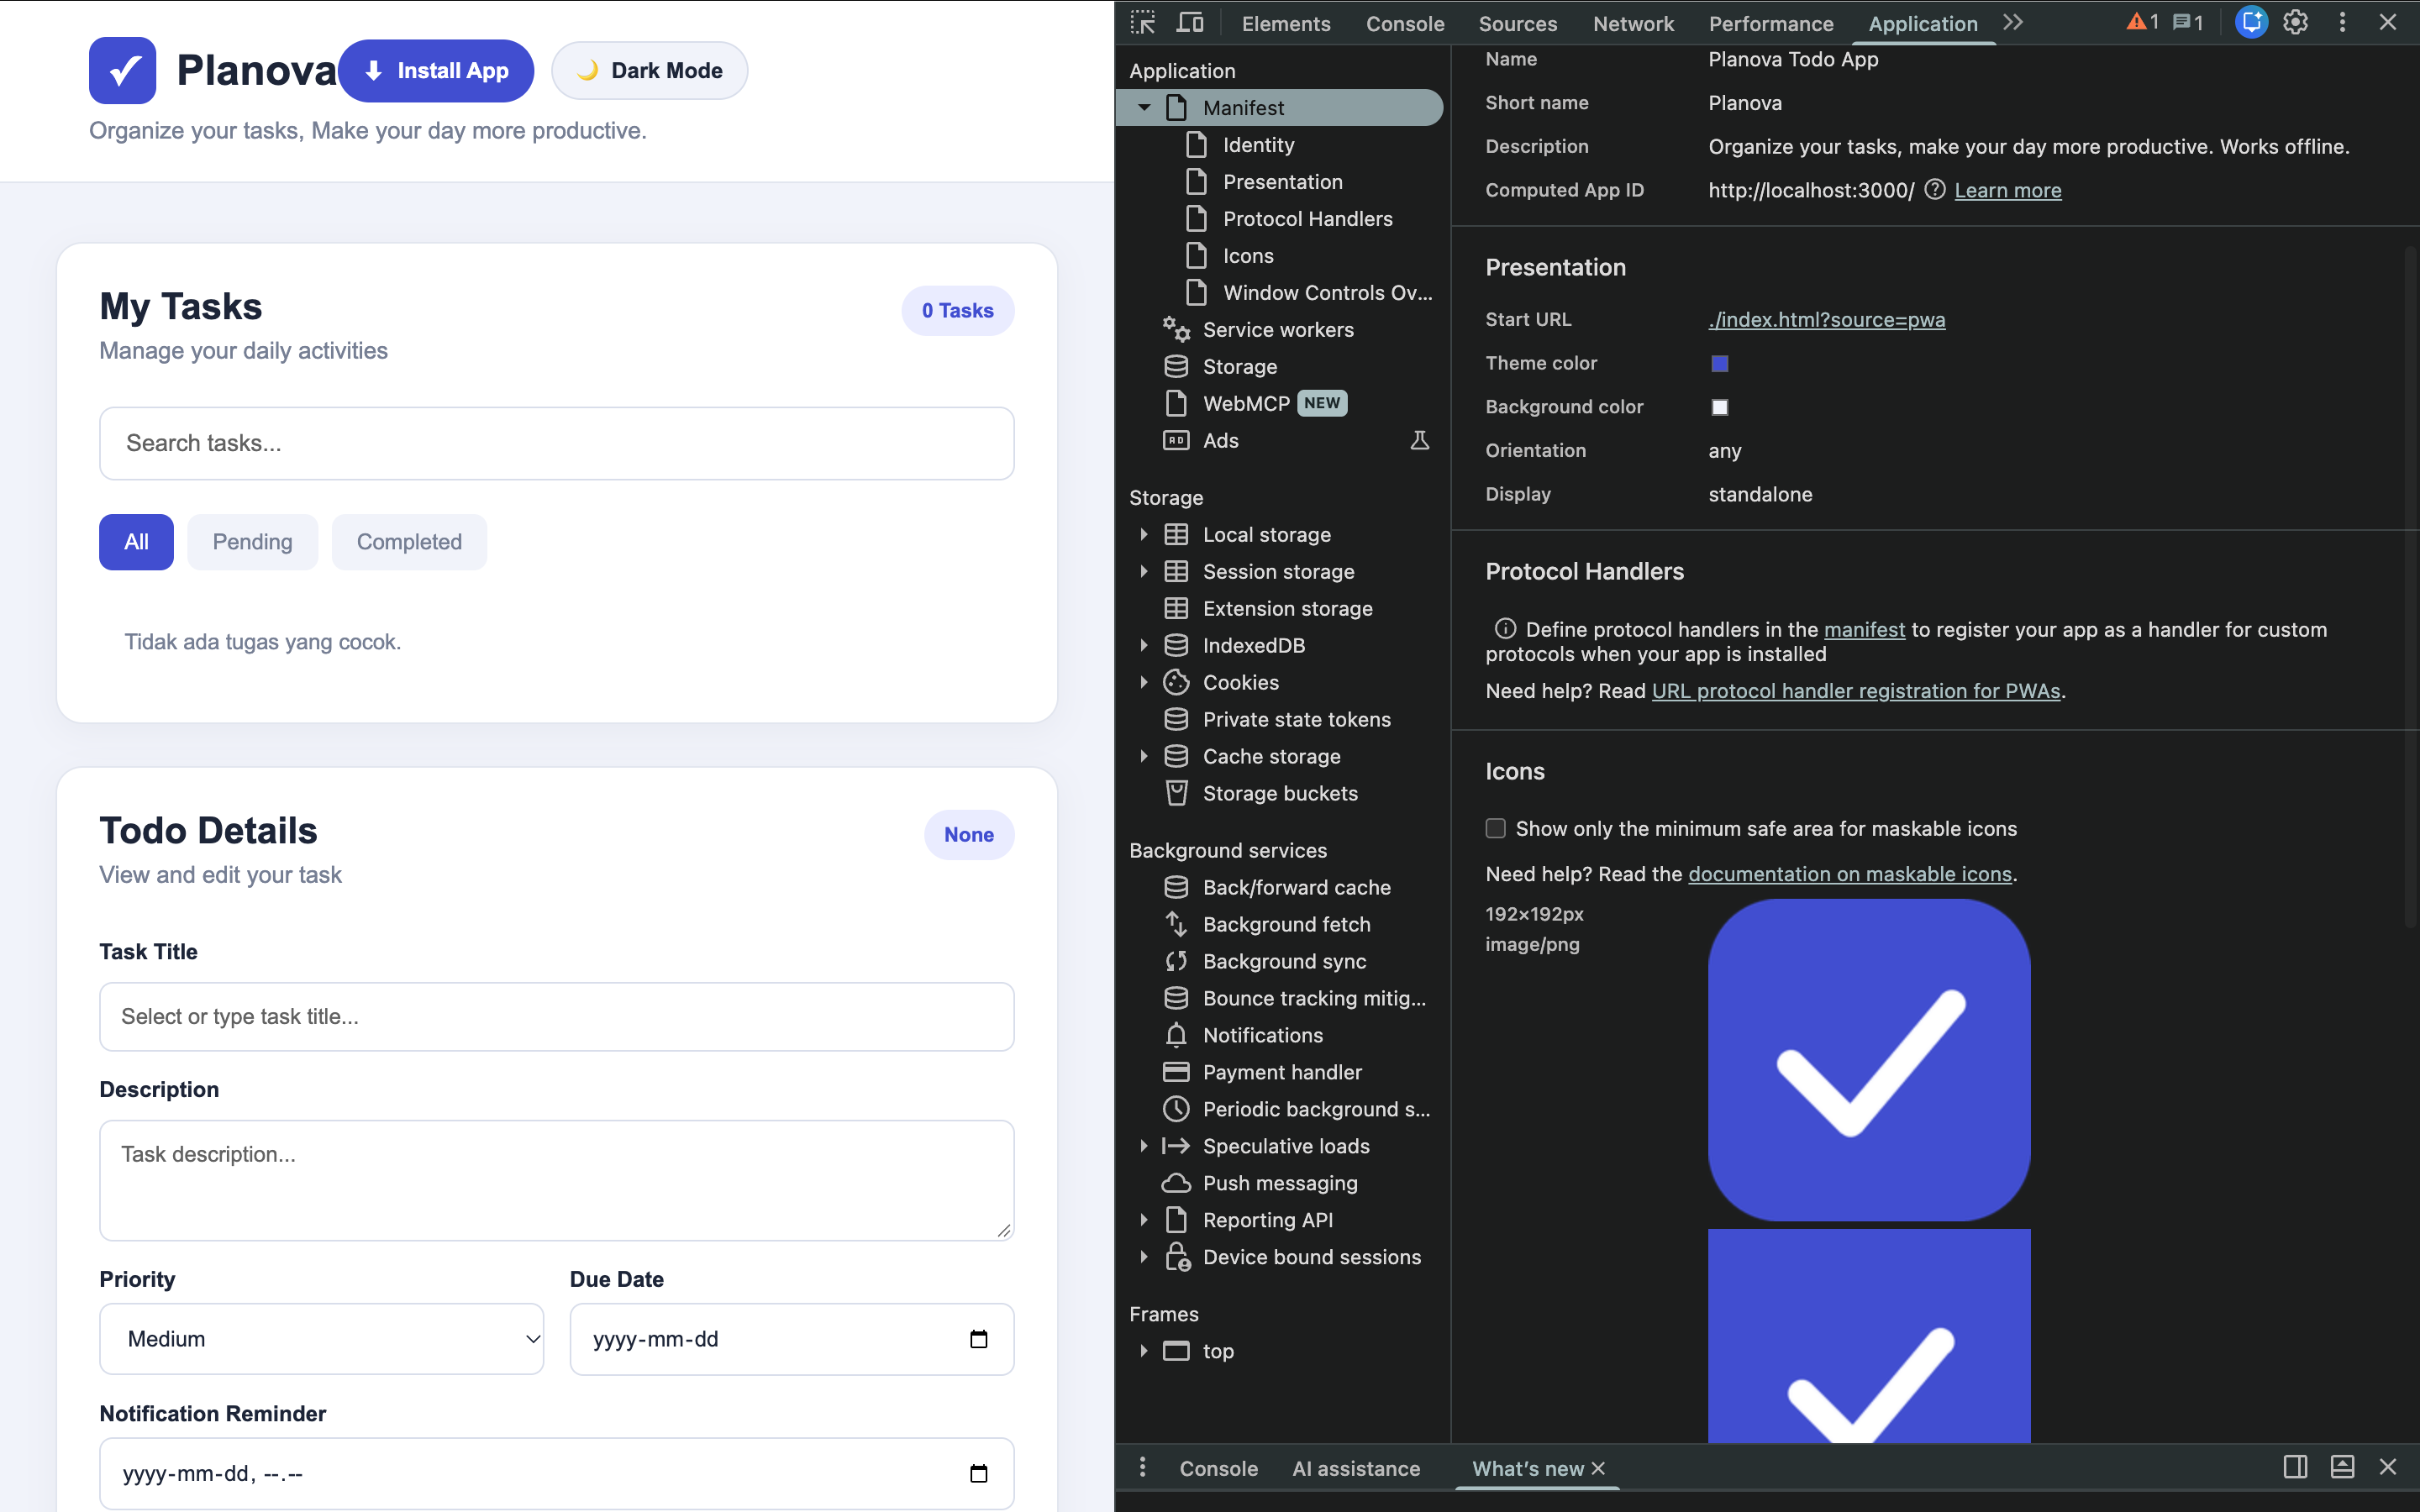 Planova
Install App
Dark Mode
Organize your tasks, Make your day more productive.
My Tasks
0 Tasks
Manage your daily activities
Search tasks...
All
Pending
Completed
Tidak ada tugas yang cocok.
Todo Details
None
View and edit your task
Task Title
Select or type task title...
Description
Task description...
Priority
Due Date
Medium
yyyy-mm-dd
Notification Reminder
yyyy-mm-dd, --.--
Elements
Console
Sources
Network
Performance
Application
1
1
Application
Manifest
Identity
Presentation
Protocol Handlers
Icons
Window Controls Ov...
Service workers
Storage
WebMCP NEW
AD Ads
Storage
Local storage
Session storage
Extension storage
IndexedDB
Cookies
Private state tokens
Cache storage
Storage buckets
Background services
Back/forward cache
Background fetch
Background sync
Bounce tracking mitig...
Notifications
Payment handler
Periodic background s...
Speculative loads
Push messaging
Reporting API
Device bound sessions
Frames
top
Name Planova Todo App
Short name Planova
Description Organize your tasks, make your day more productive. Works offline.
Computed App ID http://localhost:3000/ ? Learn more
Presentation
Start URL ./index.html?source=pwa
Theme color
Background color
Orientation any
Display standalone
Protocol Handlers
Define protocol handlers in the manifest to register your app as a handler for custom
protocols when your app is installed
Need help? Read URL protocol handler registration for PWAs.
Icons
Show only the minimum safe area for maskable icons
Need help? Read the documentation on maskable icons.
192×192px
image/png
Console
AI assistance
What's new